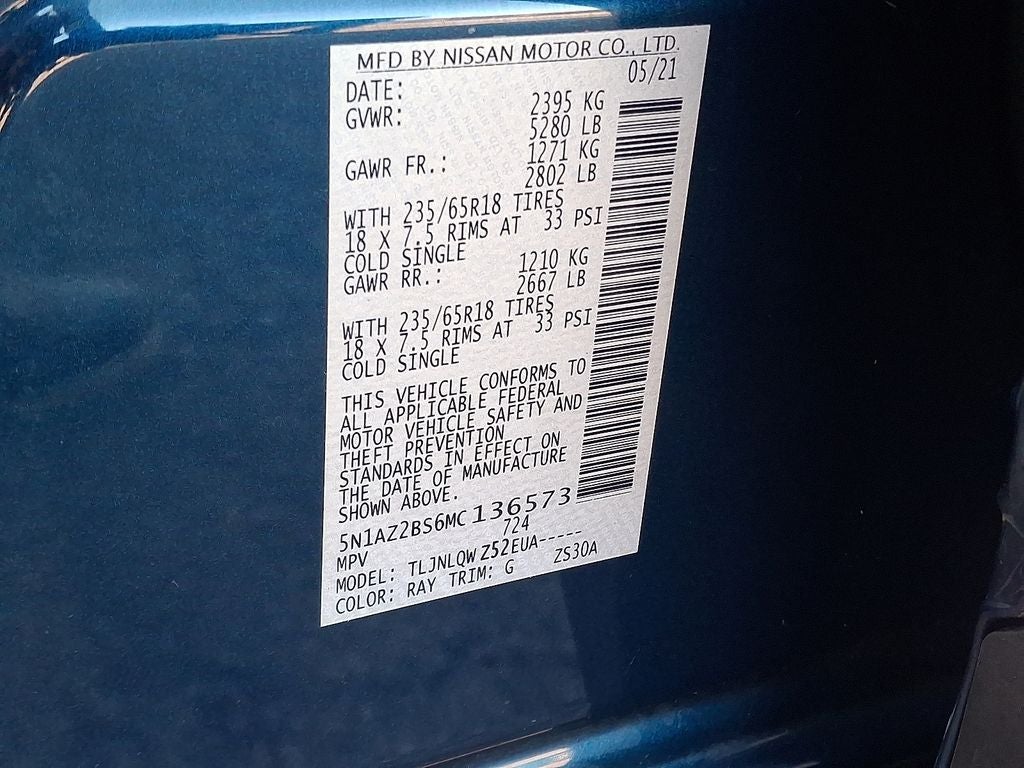 MFD BY NISSAN MOTOR CO., LTD.
DATE: 05/21
GVWR: 2395 KG
5280 LB
GAWR FR.: 1271 KG
2802 LB
WITH 235/65R18 TIRES
18 X 7.5 RIMS AT 33 PSI
COLD SINGLE
GAWR RR.: 1210 KG
2667 LB
WITH 235/65R18 TIRES
18 X 7.5 RIMS AT 33 PSI
COLD SINGLE
THIS VEHICLE CONFORMS TO
ALL APPLICABLE FEDERAL
MOTOR VEHICLE SAFETY AND
THEFT PREVENTION
STANDARDS IN EFFECT ON
THE DATE OF MANUFACTURE
SHOWN ABOVE.
5N1AZ2BS6MC136573
MPV 724
MODEL: TLJNLQWZ52EUA-----
COLOR: RAY TRIM: G ZS30A